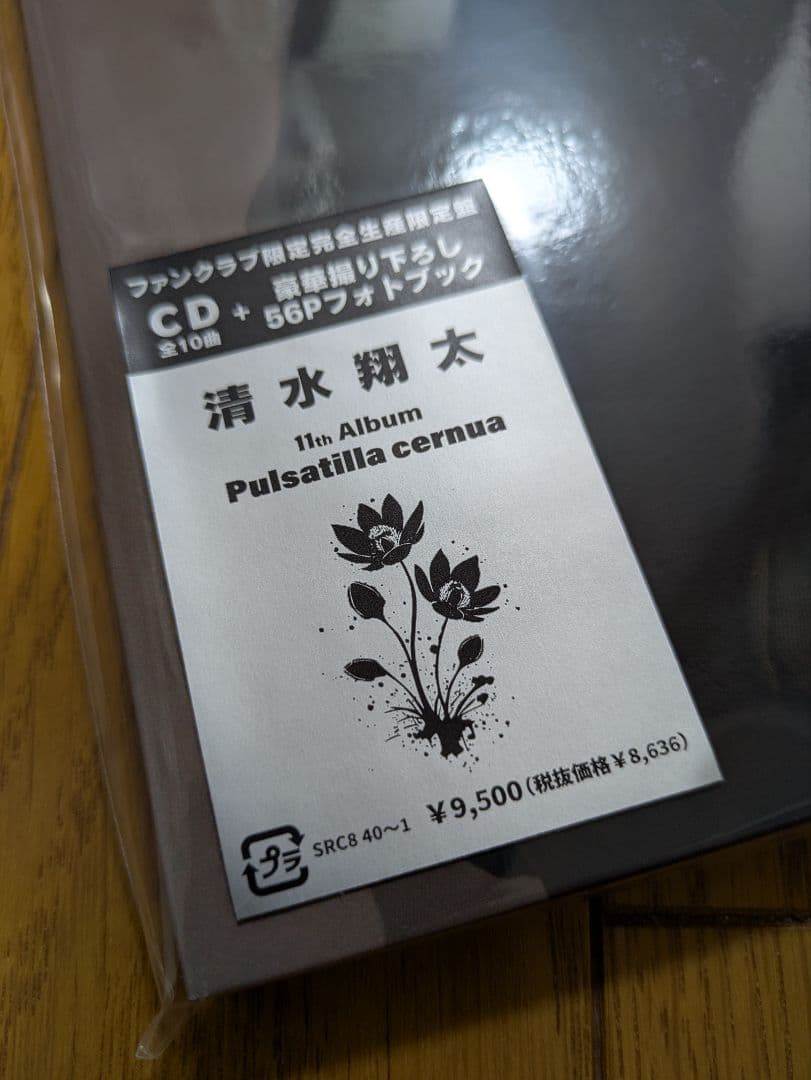 ファンクラブ限定完全生産限定盤
CD
全10曲
+
豪華撮り下ろし
56Pフォトブック
清水翔太
11th Album
Pulsatilla cernua
プラ
SRC8 40〜1
¥9,500(税抜価格¥8,636)